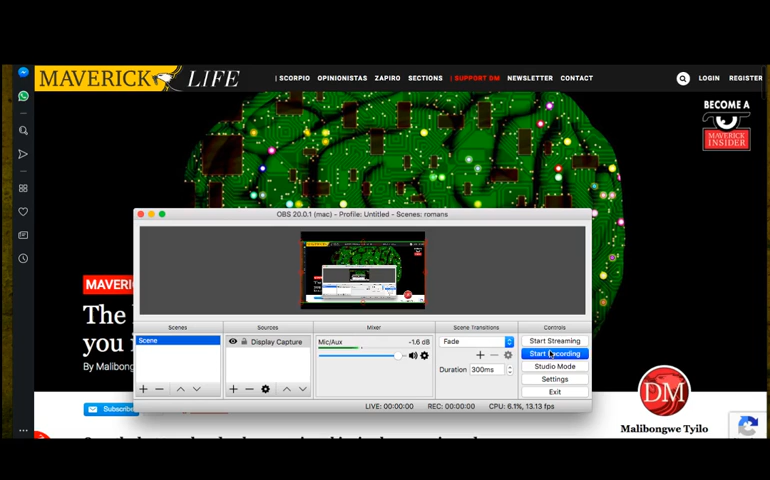 MAVERICK LIFE
| SCORPIO OPINIONISTAS ZAPIRO SECTIONS | SUPPORT DM NEWSLETTER CONTACT
LOGIN REGISTER
BECOME A
MAVERICK
INSIDER
OBS 20.0.1 (mac) - Profile: Untitled - Scenes: romans
Scenes Sources Mixer Scene Transitions Controls
Scene
Display Capture
Mic/Aux -1.6 dB
Fade
Duration 300ms
Start Streaming
Start Recording
Studio Mode
Settings
Exit
LIVE: 00:00:00 REC: 00:00:00 CPU: 6.1%, 13.13 fps
MAVERI
The
you
By Malibong
Subscribe
DM
Malibongwe Tyilo